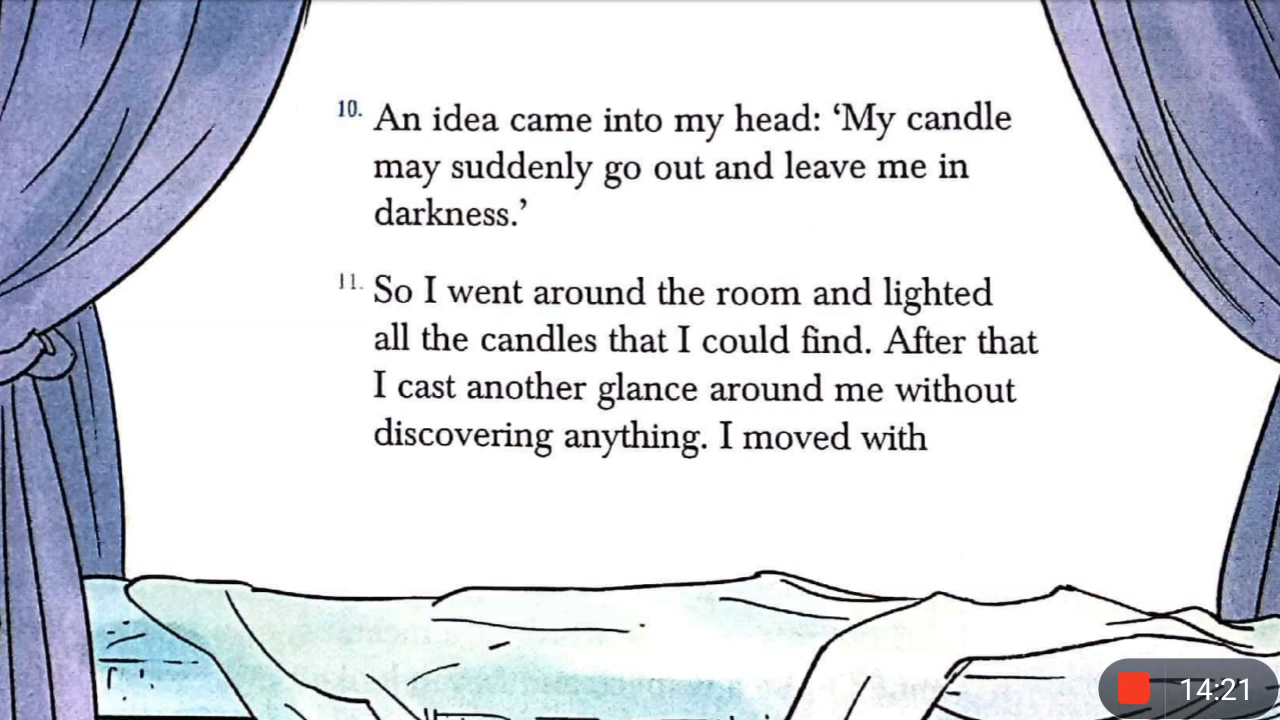 10. An idea came into my head: ‘My candle
may suddenly go out and leave me in
darkness.’
11. So I went around the room and lighted
all the candles that I could find. After that
I cast another glance around me without
discovering anything. I moved with
14:21